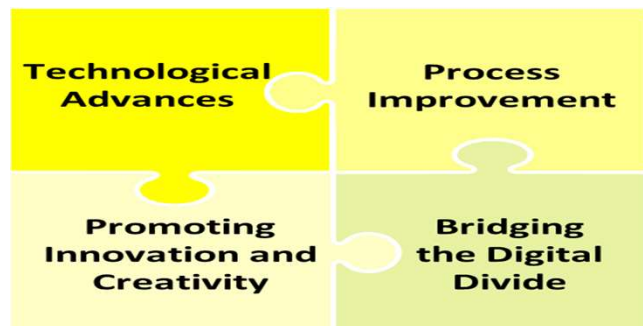 Technological
Advances
Process
Improvement
Promoting
Innovation and
Creativity
Bridging
the Digital
Divide